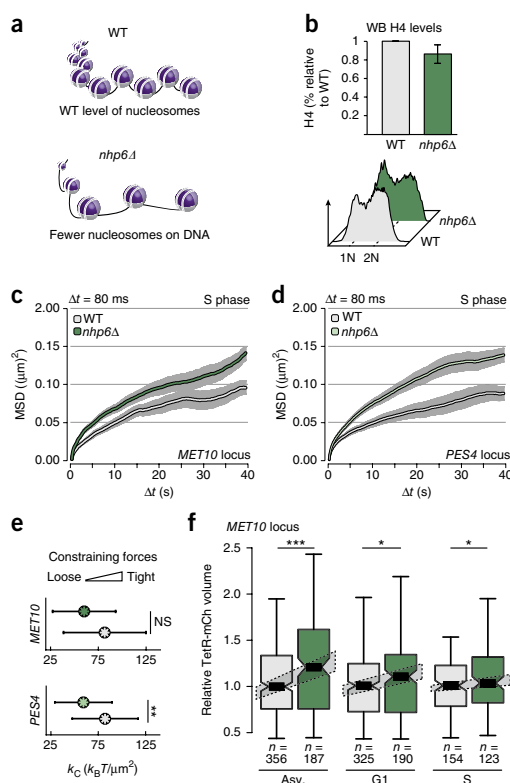 a
WT
WT level of nucleosomes
nhp6Δ
Fewer nucleosomes on DNA
b
WB H4 levels
H4 (% relative
to WT)
1
0.8
0.6
0.4
0.2
WT
nhp6Δ
nhp6Δ
WT
1N
2N
c
Δt = 80 ms
S phase
WT
nhp6Δ
MSD ((μm)²)
2.00
0.15
0.10
0.05
0.00
MET10 locus
0
10
20
30
40
Δt (s)
d
Δt = 80 ms
S phase
WT
nhp6Δ
MSD ((μm)²)
2.00
0.15
0.10
0.05
0.00
PES4 locus
0
10
20
30
40
Δt (s)
e
Constraining forces
Loose
Tight
MET10
NS
25
75
125
PES4
**
25
75
125
kC (kBT/μm²)
f
MET10 locus
***
*
*
Relative TetR-mCh volume
2.5
2.0
1.5
1.0
0.5
n =
356
n =
187
n =
325
n =
190
n =
154
n =
123
Asy.
G1
S